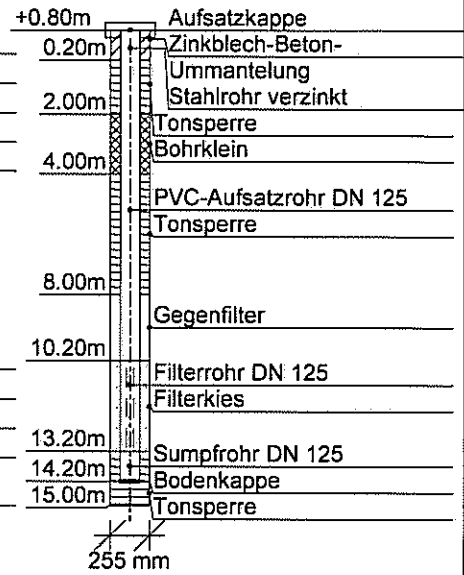 +0.80m Aufsatzkappe
0.20m Zinkblech-Beton-
Ummantelung
Stahlrohr verzinkt
2.00m Tonsperre
Bohrklein
4.00m
PVC-Aufsatzrohr DN 125
Tonsperre
8.00m
Gegenfilter
10.20m
Filterrohr DN 125
Filterkies
13.20m Sumpfrohr DN 125
14.20m Bodenkappe
15.00m Tonsperre
255 mm